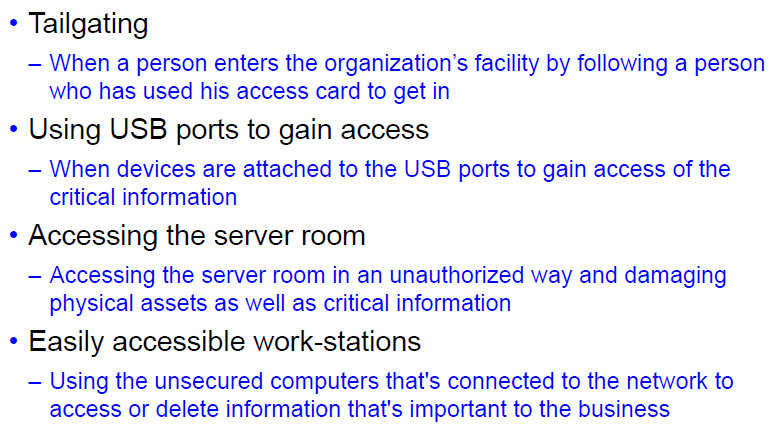 • Tailgating
– When a person enters the organization’s facility by following a person
who has used his access card to get in
• Using USB ports to gain access
– When devices are attached to the USB ports to gain access of the
critical information
• Accessing the server room
– Accessing the server room in an unauthorized way and damaging
physical assets as well as critical information
• Easily accessible work-stations
– Using the unsecured computers that's connected to the network to
access or delete information that's important to the business